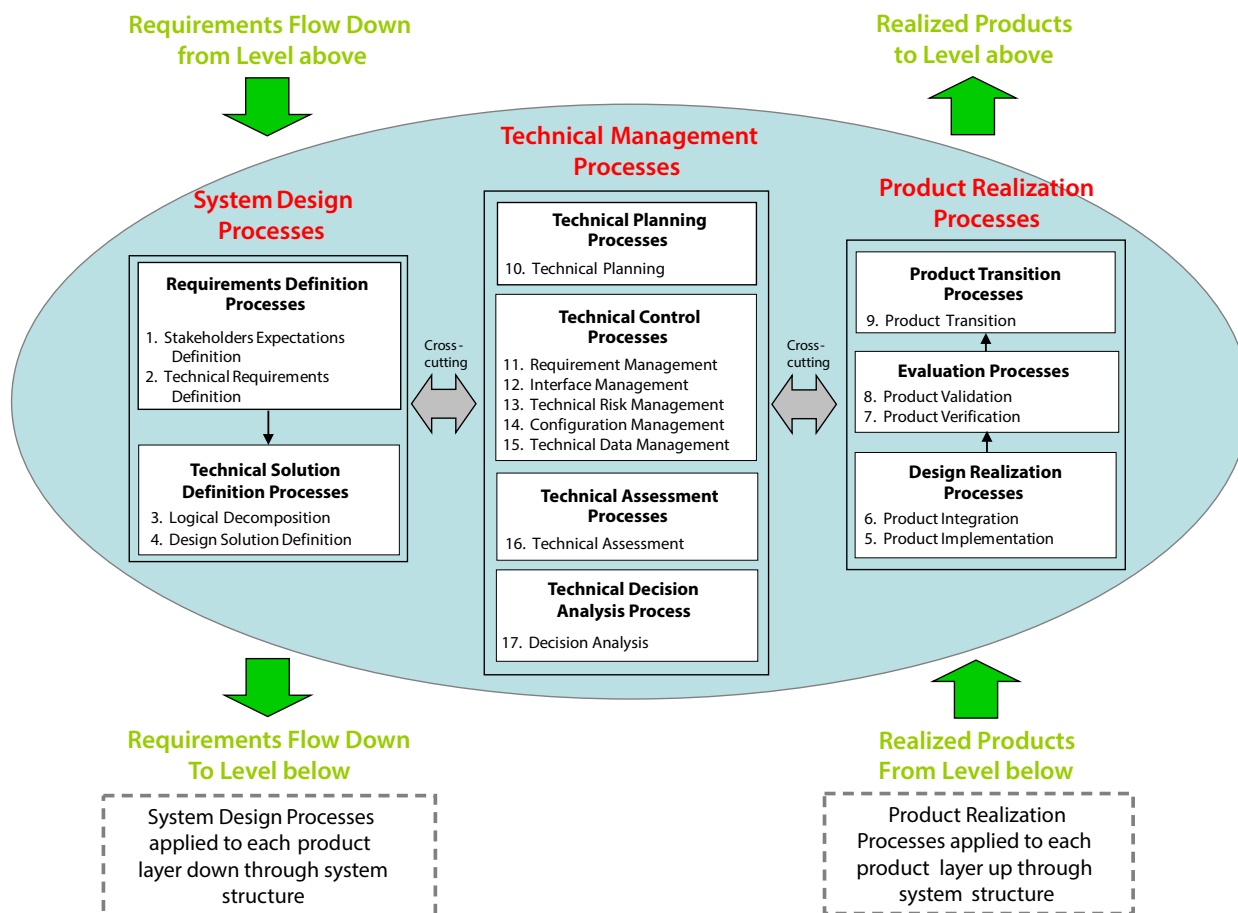 Requirements Flow Down
from Level above
Realized Products
to Level above
Technical Management
Processes
System Design
Processes
Product Realization
Processes
Requirements Definition
Processes
1. Stakeholders Expectations
Definition
2. Technical Requirements
Definition
Technical Solution
Definition Processes
3. Logical Decomposition
4. Design Solution Definition
Cross-
cutting
Technical Planning
Processes
10. Technical Planning
Technical Control
Processes
11. Requirement Management
12. Interface Management
13. Technical Risk Management
14. Configuration Management
15. Technical Data Management
Technical Assessment
Processes
16. Technical Assessment
Technical Decision
Analysis Process
17. Decision Analysis
Cross-
cutting
Product Transition
Processes
9. Product Transition
Evaluation Processes
8. Product Validation
7. Product Verification
Design Realization
Processes
6. Product Integration
5. Product Implementation
Requirements Flow Down
To Level below
Realized Products
From Level below
System Design Processes
applied to each product
layer down through system
structure
Product Realization
Processes applied to each
product layer up through
system structure